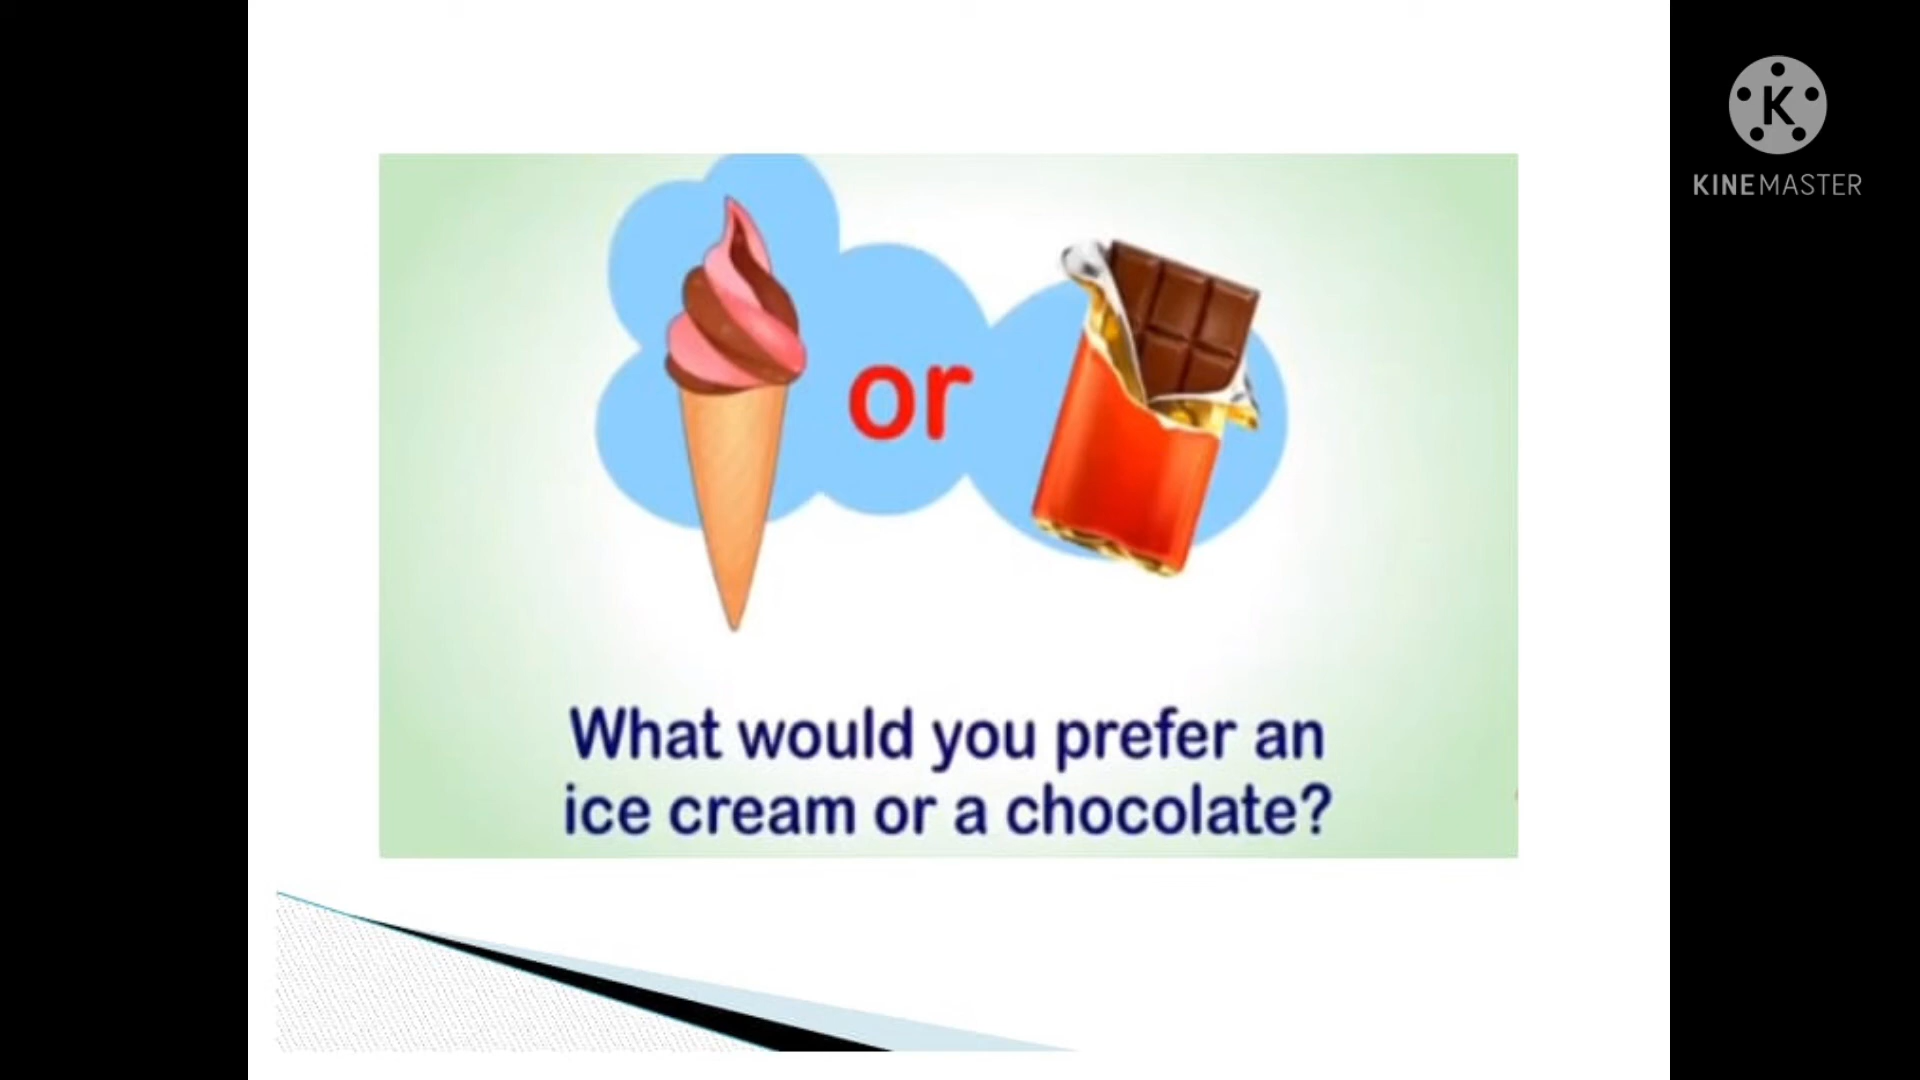 K
KINEMASTER
or
What would you prefer an
ice cream or a chocolate?